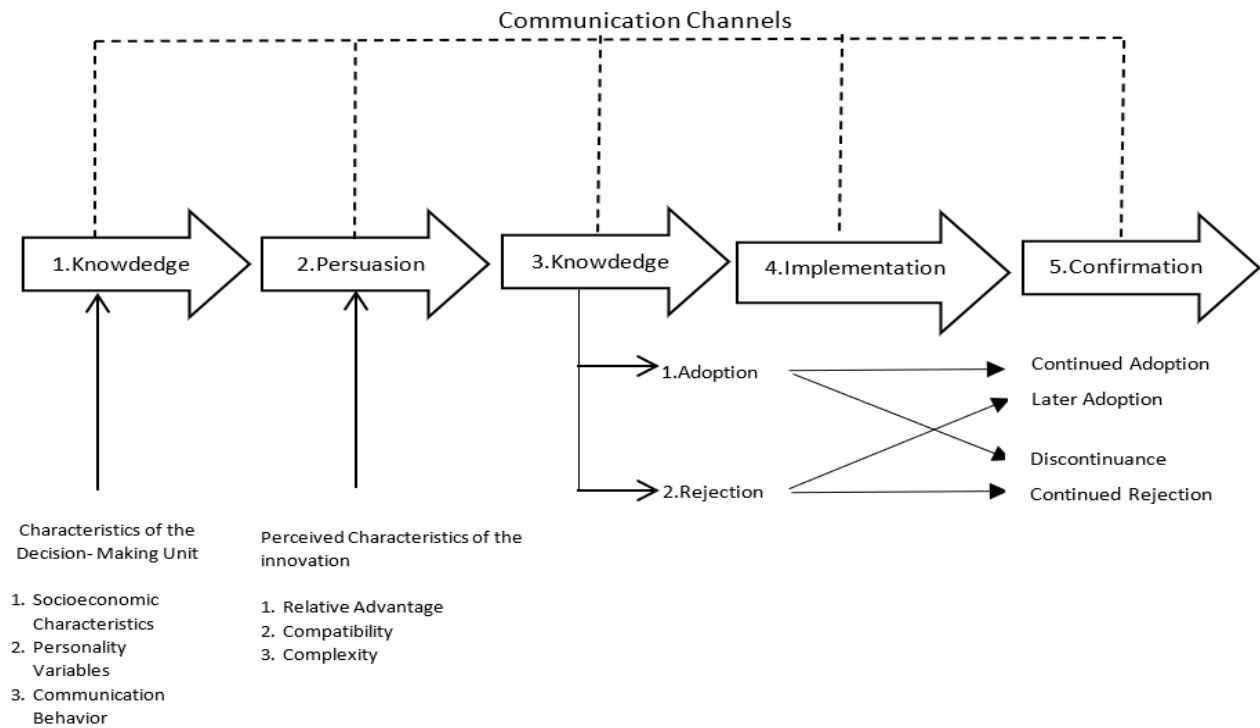 Communication Channels
1.Knowdedge
2.Persuasion
3.Knowdedge
4.Implementation
5.Confirmation
1.Adoption
2.Rejection
Continued Adoption
Later Adoption
Discontinuance
Continued Rejection
Characteristics of the
Decision- Making Unit
1. Socioeconomic
Characteristics
2. Personality
Variables
3. Communication
Behavior
Perceived Characteristics of the
innovation
1. Relative Advantage
2. Compatibility
3. Complexity